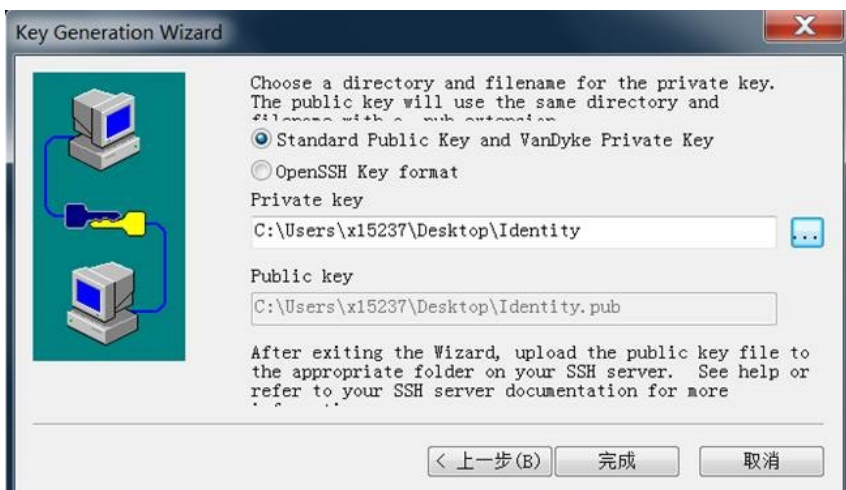 Key Generation Wizard
Choose a directory and filename for the private key.
The public key will use the same directory and
filename with a .pub extension
Standard Public Key and VanDyke Private Key
OpenSSH Key format
Private key
C:\Users\x15237\Desktop\Identity
...
Public key
C:\Users\x15237\Desktop\Identity.pub
After exiting the Wizard, upload the public key file to
the appropriate folder on your SSH server. See help or
refer to your SSH server documentation for more
< 上一步(B)
完成
取消